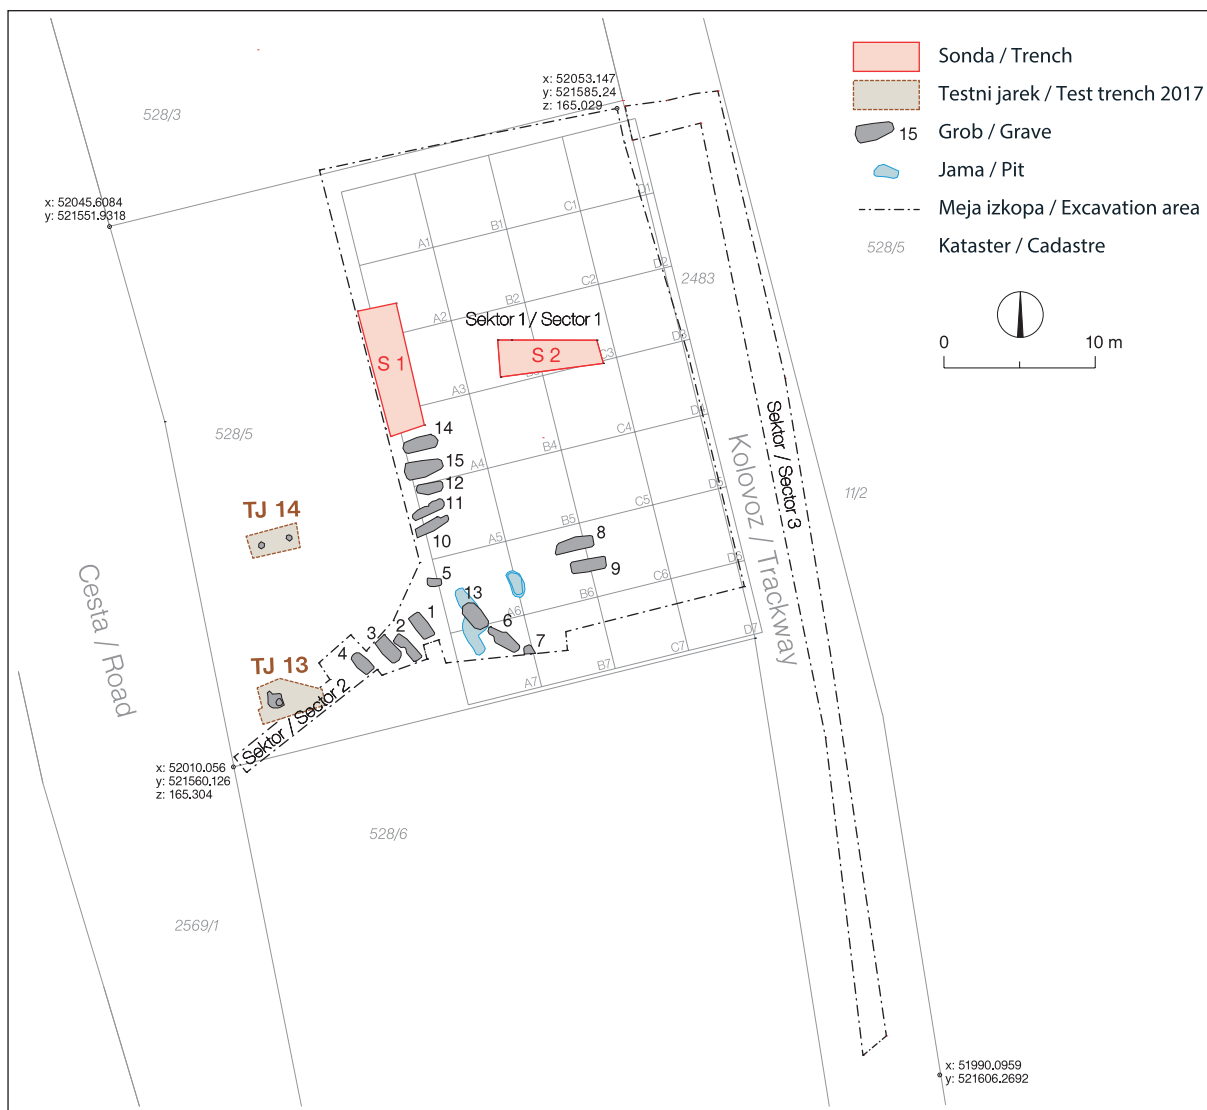 x: 52053.147
y: 521585.24
z: 165.029
528/3
x: 52045.6084
y: 521551.9318
Sonda / Trench
Testni jarek / Test trench 2017
15 Grob / Grave
Jama / Pit
Meja izkopa / Excavation area
528/5 Kataster / Cadastre
0 10 m
D1
C1
B1
A1
D2
C2
B2
A2
2483
Sektor 1 / Sector 1
D3
C3
B3
A3
S 1
S 2
D4
C4
B4
A4
528/5
14
15
12
11
10
D5
C5
B5
A5
11/2
Kolovoz / Trackway
Sektor / Sector 3
TJ 14
8
9
5
13
D6
C6
B6
A6
Cesta / Road
1
2
3
4
6
7
D7
C7
B7
A7
TJ 13
Sektor / Sector 2
x: 52010.056
y: 521560.126
z: 165.304
528/6
2569/1
x: 51990.0959
y: 521606.2692